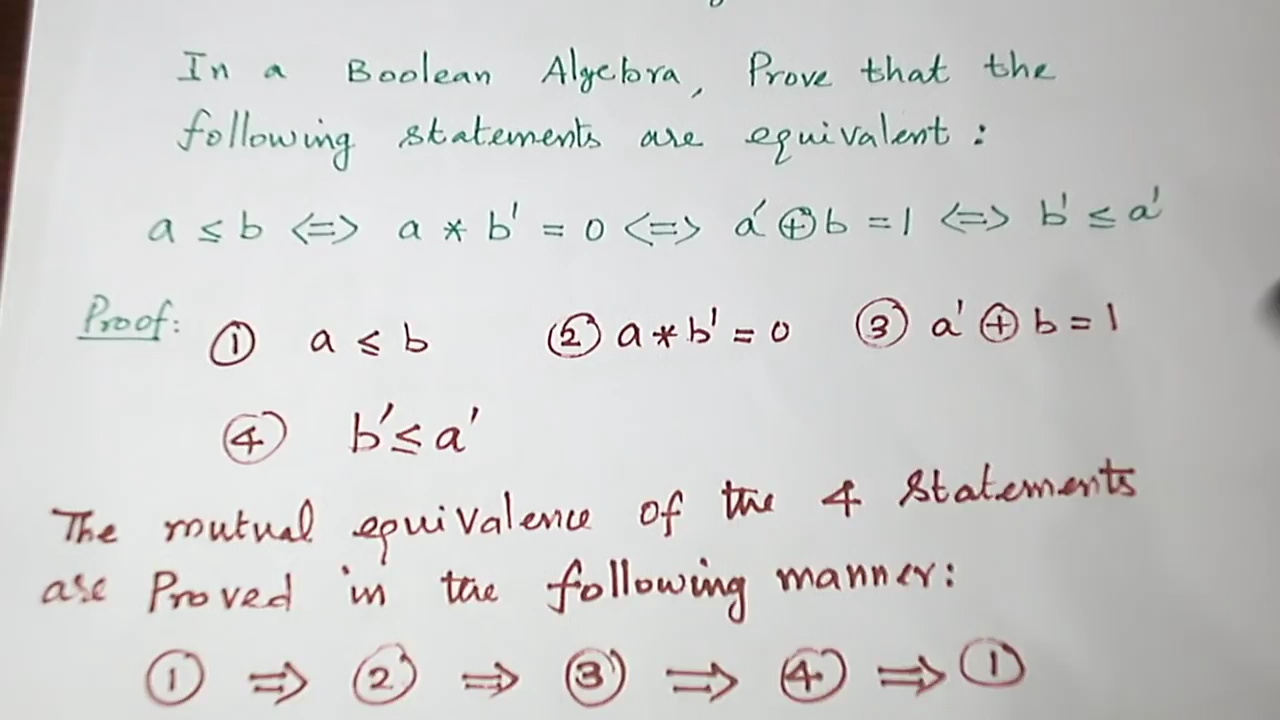 In a Boolean Algebra, Prove that the
following statements are equivalent :
a ≤ b <=> a * b' = 0 <=> a' ⊕ b = 1 <=> b' ≤ a'
Proof: ① a ≤ b ② a * b' = 0 ③ a' ⊕ b = 1
④ b' ≤ a'
The mutual equivalence of the 4 statements
are Proved in the following manner:
① ⇒ ② ⇒ ③ ⇒ ④ ⇒ ①